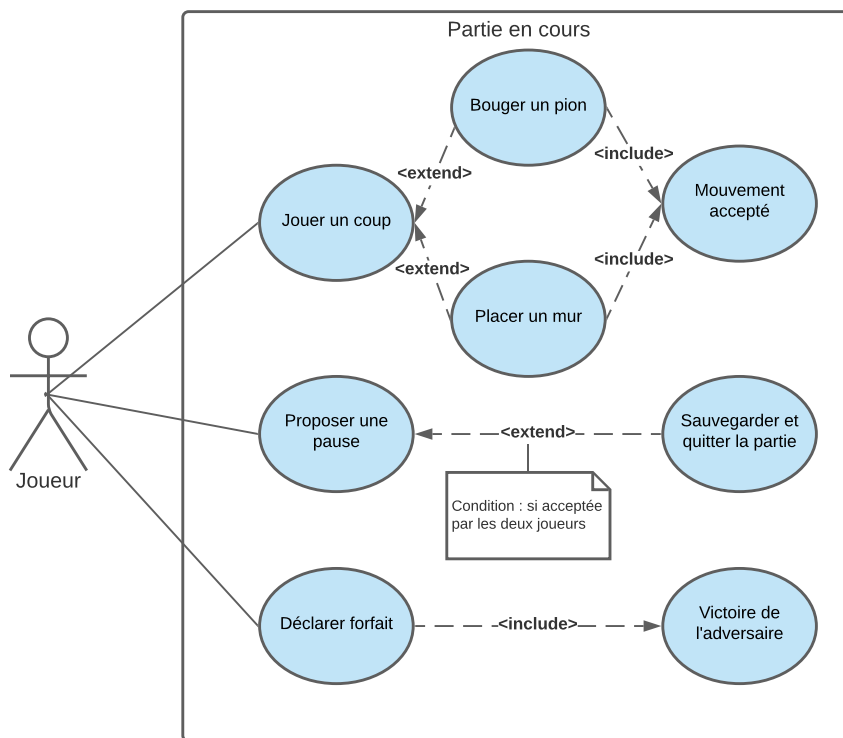 Partie en cours
Bouger un pion
<include>
<extend>
Mouvement
accepté
Jouer un coup
<extend>
<include>
Placer un mur
Joueur
Proposer une
pause
<extend>
Sauvegarder et
quitter la partie
Condition : si acceptée
par les deux joueurs
Déclarer forfait
<include>
Victoire de
l'adversaire